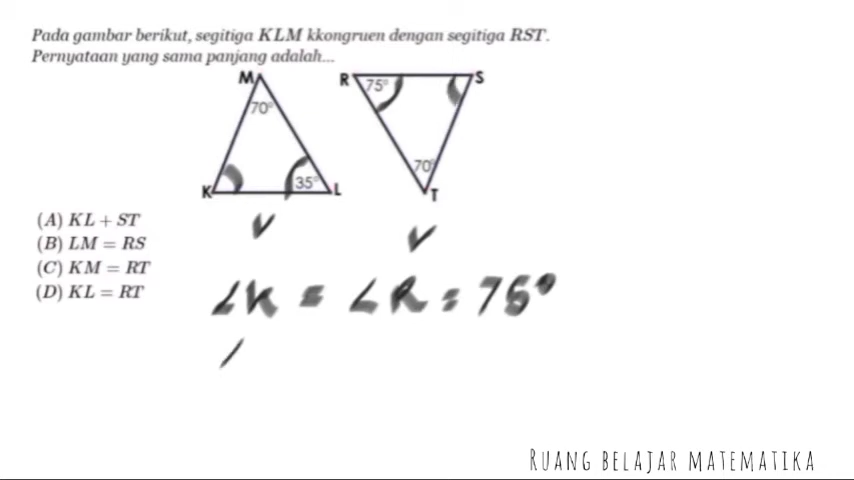 Pada gambar berikut, segitiga KLM kkongruen dengan segitiga RST.
Pernyataan yang sama panjang adalah...
M
R
75°
S
70°
K
35°
L
70°
T
(A) KL + ST
(B) LM = RS
(C) KM = RT
(D) KL = RT
∠K = ∠R = 75°
RUANG BELAJAR MATEMATIKA